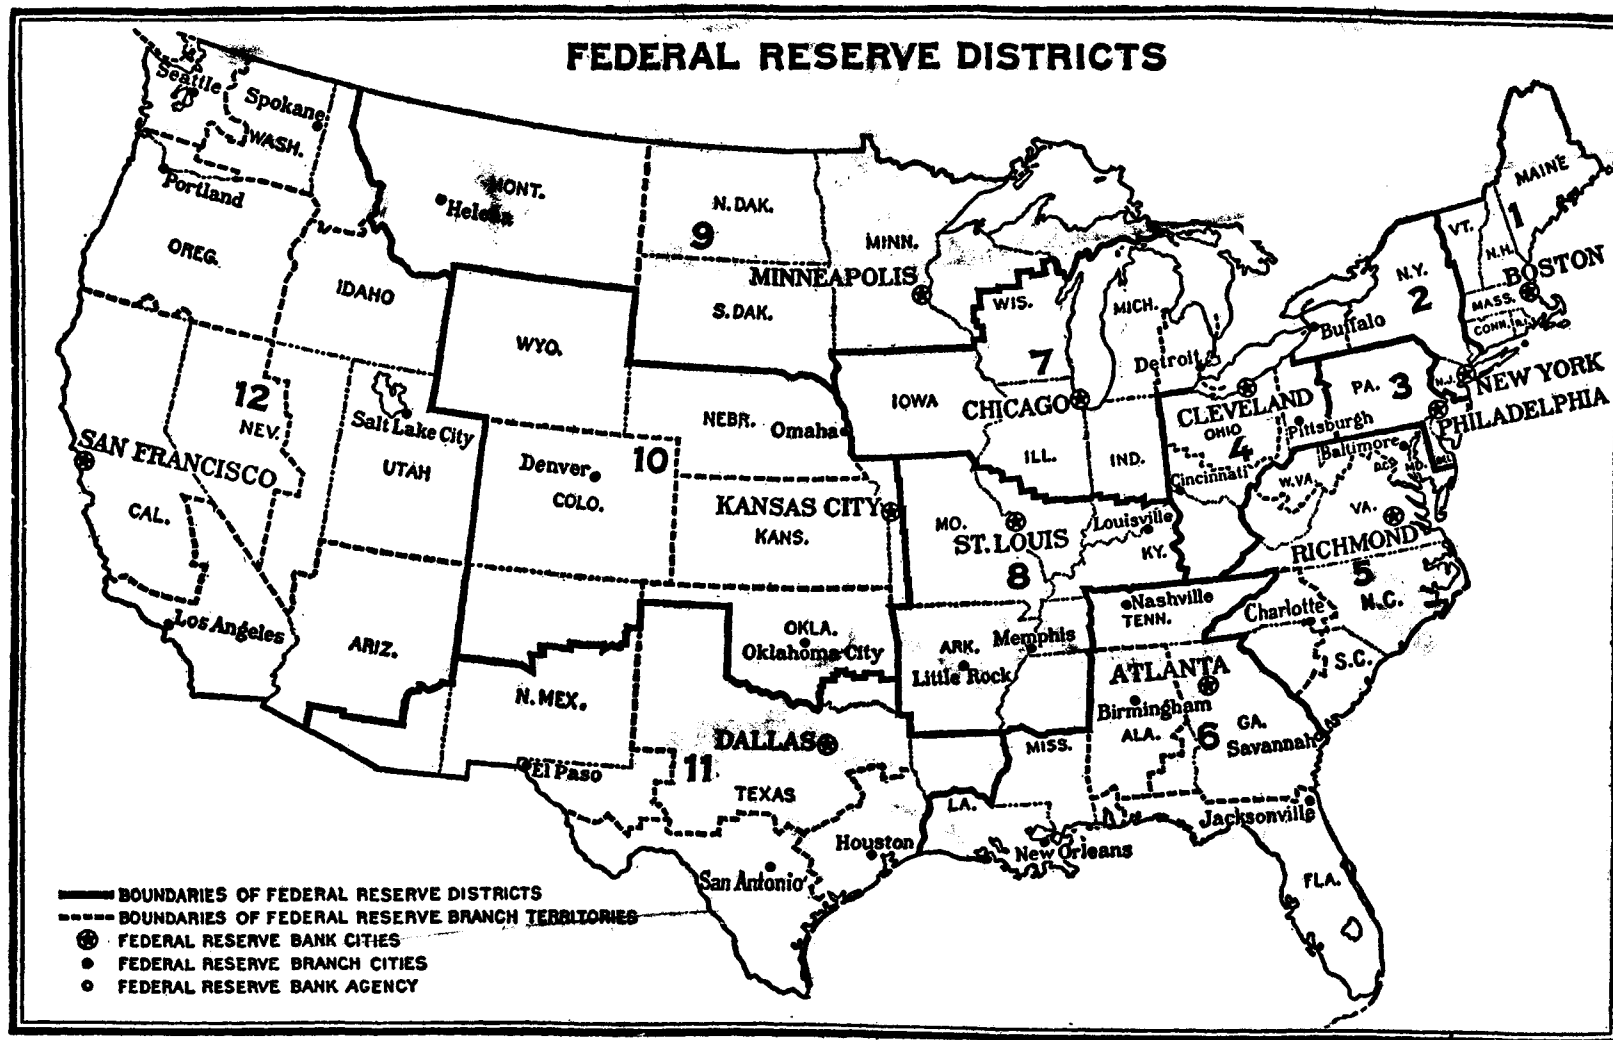 FEDERAL RESERVE DISTRICTS
Seattle
Spokane
WASH.
Portland
OREG.
IDAHO
MONT.
Helena
N. DAK.
9
MINN.
MINNEAPOLIS
S. DAK.
WYO.
WIS.
MICH.
7
Detroit
IOWA
CHICAGO
MAINE
VT.
1
N.H.
BOSTON
N.Y.
2
MASS.
CONN.
R.I.
Buffalo
NEW YORK
N.J.
PA.
3
PHILADELPHIA
CLEVELAND
OHIO
4
Pittsburgh
Cincinnati
Baltimore
D.C.
MD.
DEL.
W.VA.
VA.
RICHMOND
5
12
NEV.
Salt Lake City
UTAH
SAN FRANCISCO
CAL.
Los Angeles
ARIZ.
NEBR.
Omaha
10
Denver
COLO.
KANSAS CITY
KANS.
ILL.
IND.
MO.
ST. LOUIS
8
Louisville
KY.
Nashville
TENN.
Charlotte
N.C.
S.C.
OKLA.
Oklahoma City
ARK.
Memphis
Little Rock
ATLANTA
Birmingham
ALA.
6
GA.
Savannah
N. MEX.
DALLAS
11
El Paso
TEXAS
MISS.
LA.
Houston
San Antonio
New Orleans
Jacksonville
FLA.
BOUNDARIES OF FEDERAL RESERVE DISTRICTS
BOUNDARIES OF FEDERAL RESERVE BRANCH TERRITORIES
FEDERAL RESERVE BANK CITIES
FEDERAL RESERVE BRANCH CITIES
FEDERAL RESERVE BANK AGENCY